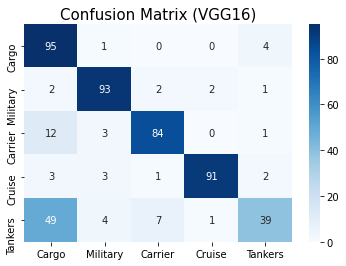 Confusion Matrix (VGG16)
Cargo 95 1 0 0 4
Military 2 93 2 2 1
Carrier 12 3 84 0 1
Cruise 3 3 1 91 2
Tankers 49 4 7 1 39
Cargo Military Carrier Cruise Tankers
80
60
40
20
0